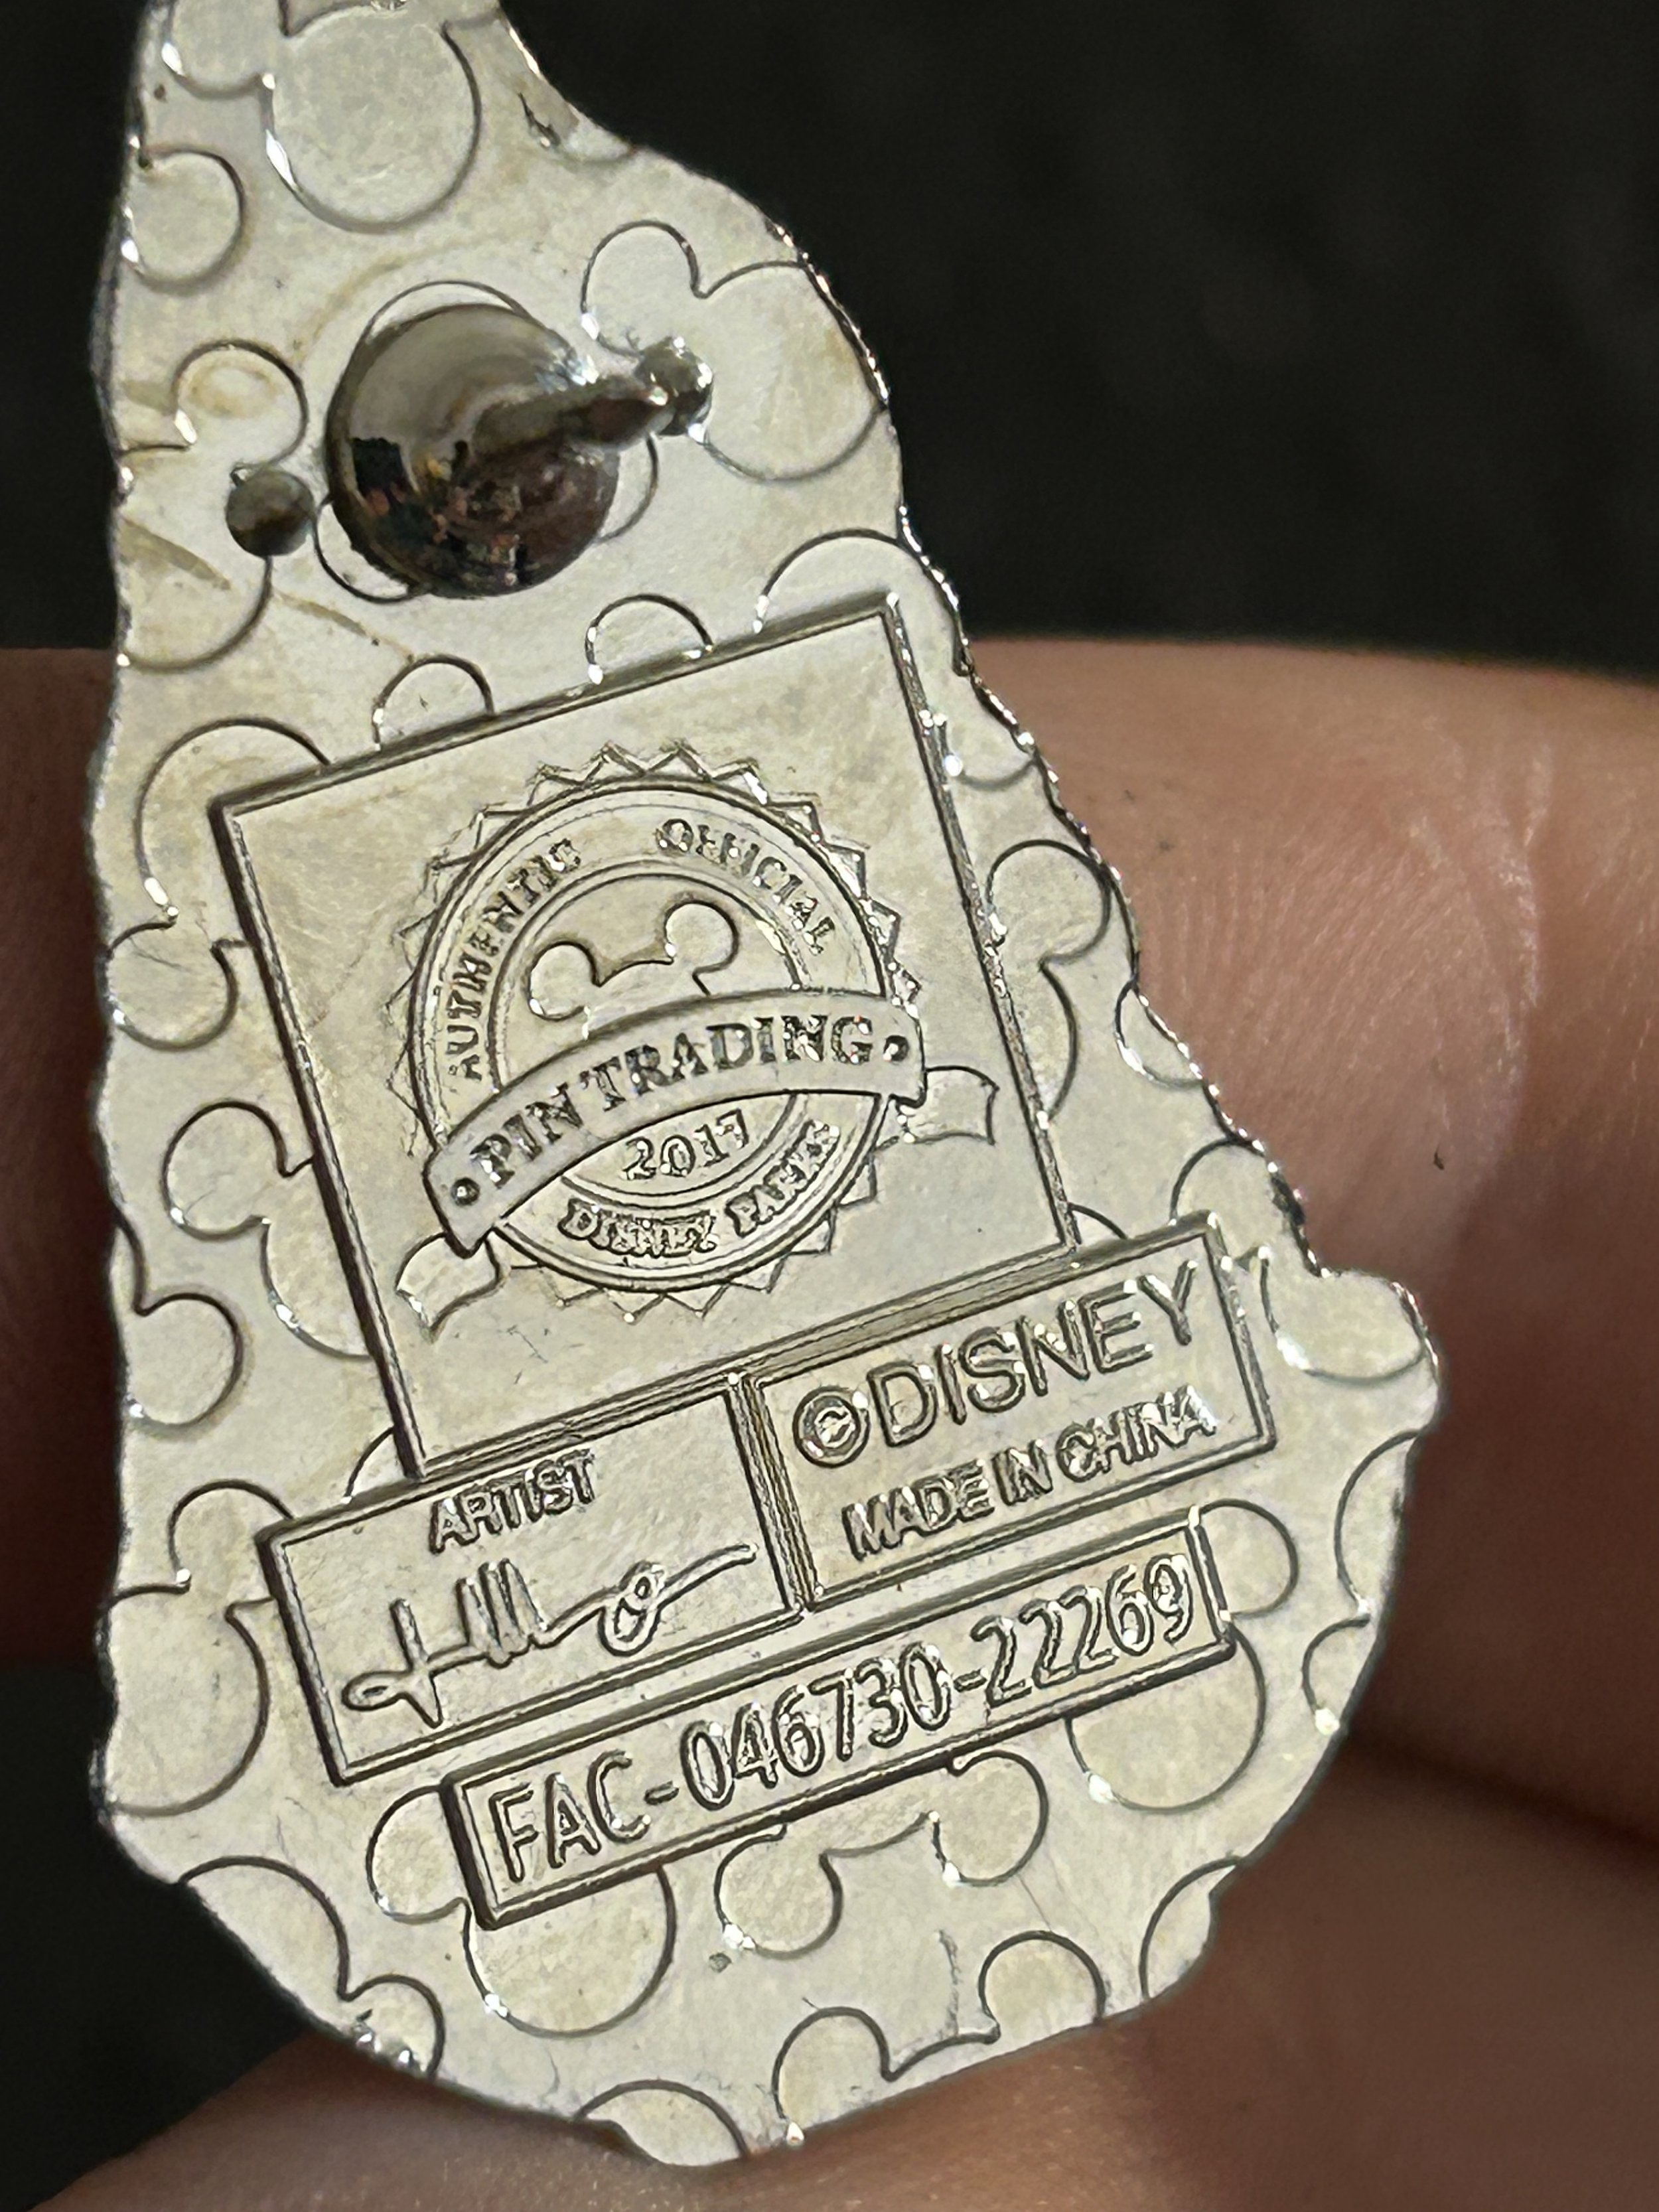 AUTHENTIC OFFICIAL
PIN TRADING
2017
DISNEY PARKS
©DISNEY
MADE IN CHINA
ARTIST
FAC-046730-22269